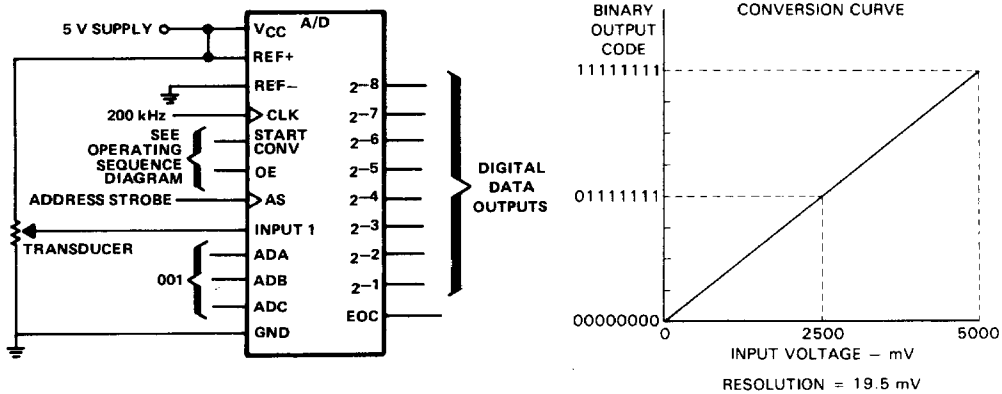 A/D
5 V SUPPLY
VCC
REF+
REF−
200 kHz
CLK
SEE
OPERATING
SEQUENCE
DIAGRAM
START
CONV
OE
ADDRESS STROBE
AS
INPUT 1
TRANSDUCER
001
ADA
ADB
ADC
GND
2−8
2−7
2−6
2−5
2−4
2−3
2−2
2−1
EOC
DIGITAL
DATA
OUTPUTS
BINARY
OUTPUT
CODE
CONVERSION CURVE
11111111
01111111
00000000
0
2500
5000
INPUT VOLTAGE − mV
RESOLUTION = 19.5 mV